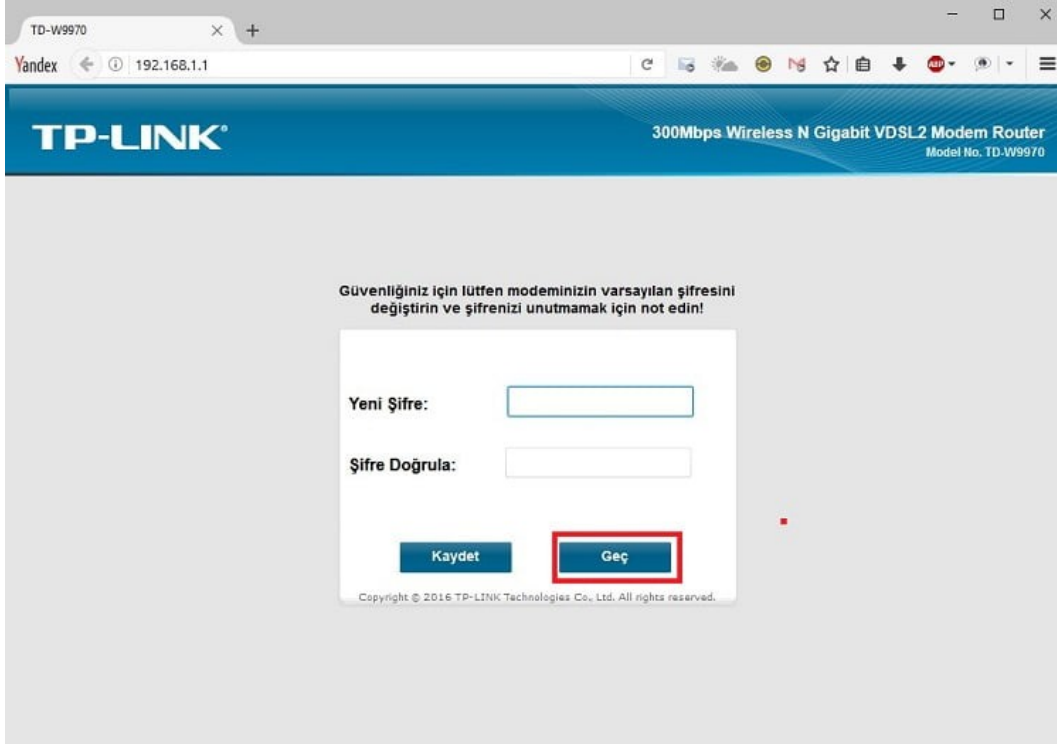 TD-W9970
Yandex
192.168.1.1
ABP
TP-LINK®
300Mbps Wireless N Gigabit VDSL2 Modem Router
Model No. TD-W9970
Güvenliğiniz için lütfen modeminizin varsayılan şifresini
değiştirin ve şifrenizi unutmamak için not edin!
Yeni Şifre:
Şifre Doğrula:
Kaydet
Geç
Copyright © 2016 TP-LINK Technologies Co., Ltd. All rights reserved.